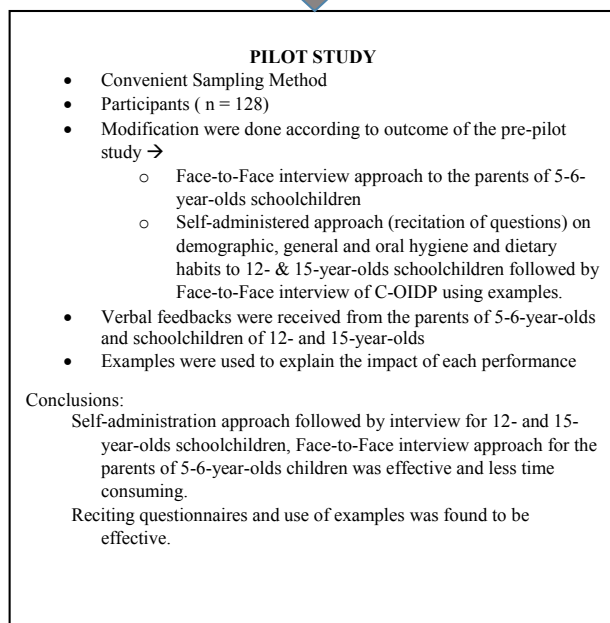 PILOT STUDY
• Convenient Sampling Method
• Participants ( n = 128)
• Modification were done according to outcome of the pre-pilot
study →
o Face-to-Face interview approach to the parents of 5-6-
year-olds schoolchildren
o Self-administered approach (recitation of questions) on
demographic, general and oral hygiene and dietary
habits to 12- & 15-year-olds schoolchildren followed by
Face-to-Face interview of C-OIDP using examples.
• Verbal feedbacks were received from the parents of 5-6-year-olds
and schoolchildren of 12- and 15-year-olds
• Examples were used to explain the impact of each performance
Conclusions:
Self-administration approach followed by interview for 12- and 15-
year-olds schoolchildren, Face-to-Face interview approach for the
parents of 5-6-year-olds children was effective and less time
consuming.
Reciting questionnaires and use of examples was found to be
effective.